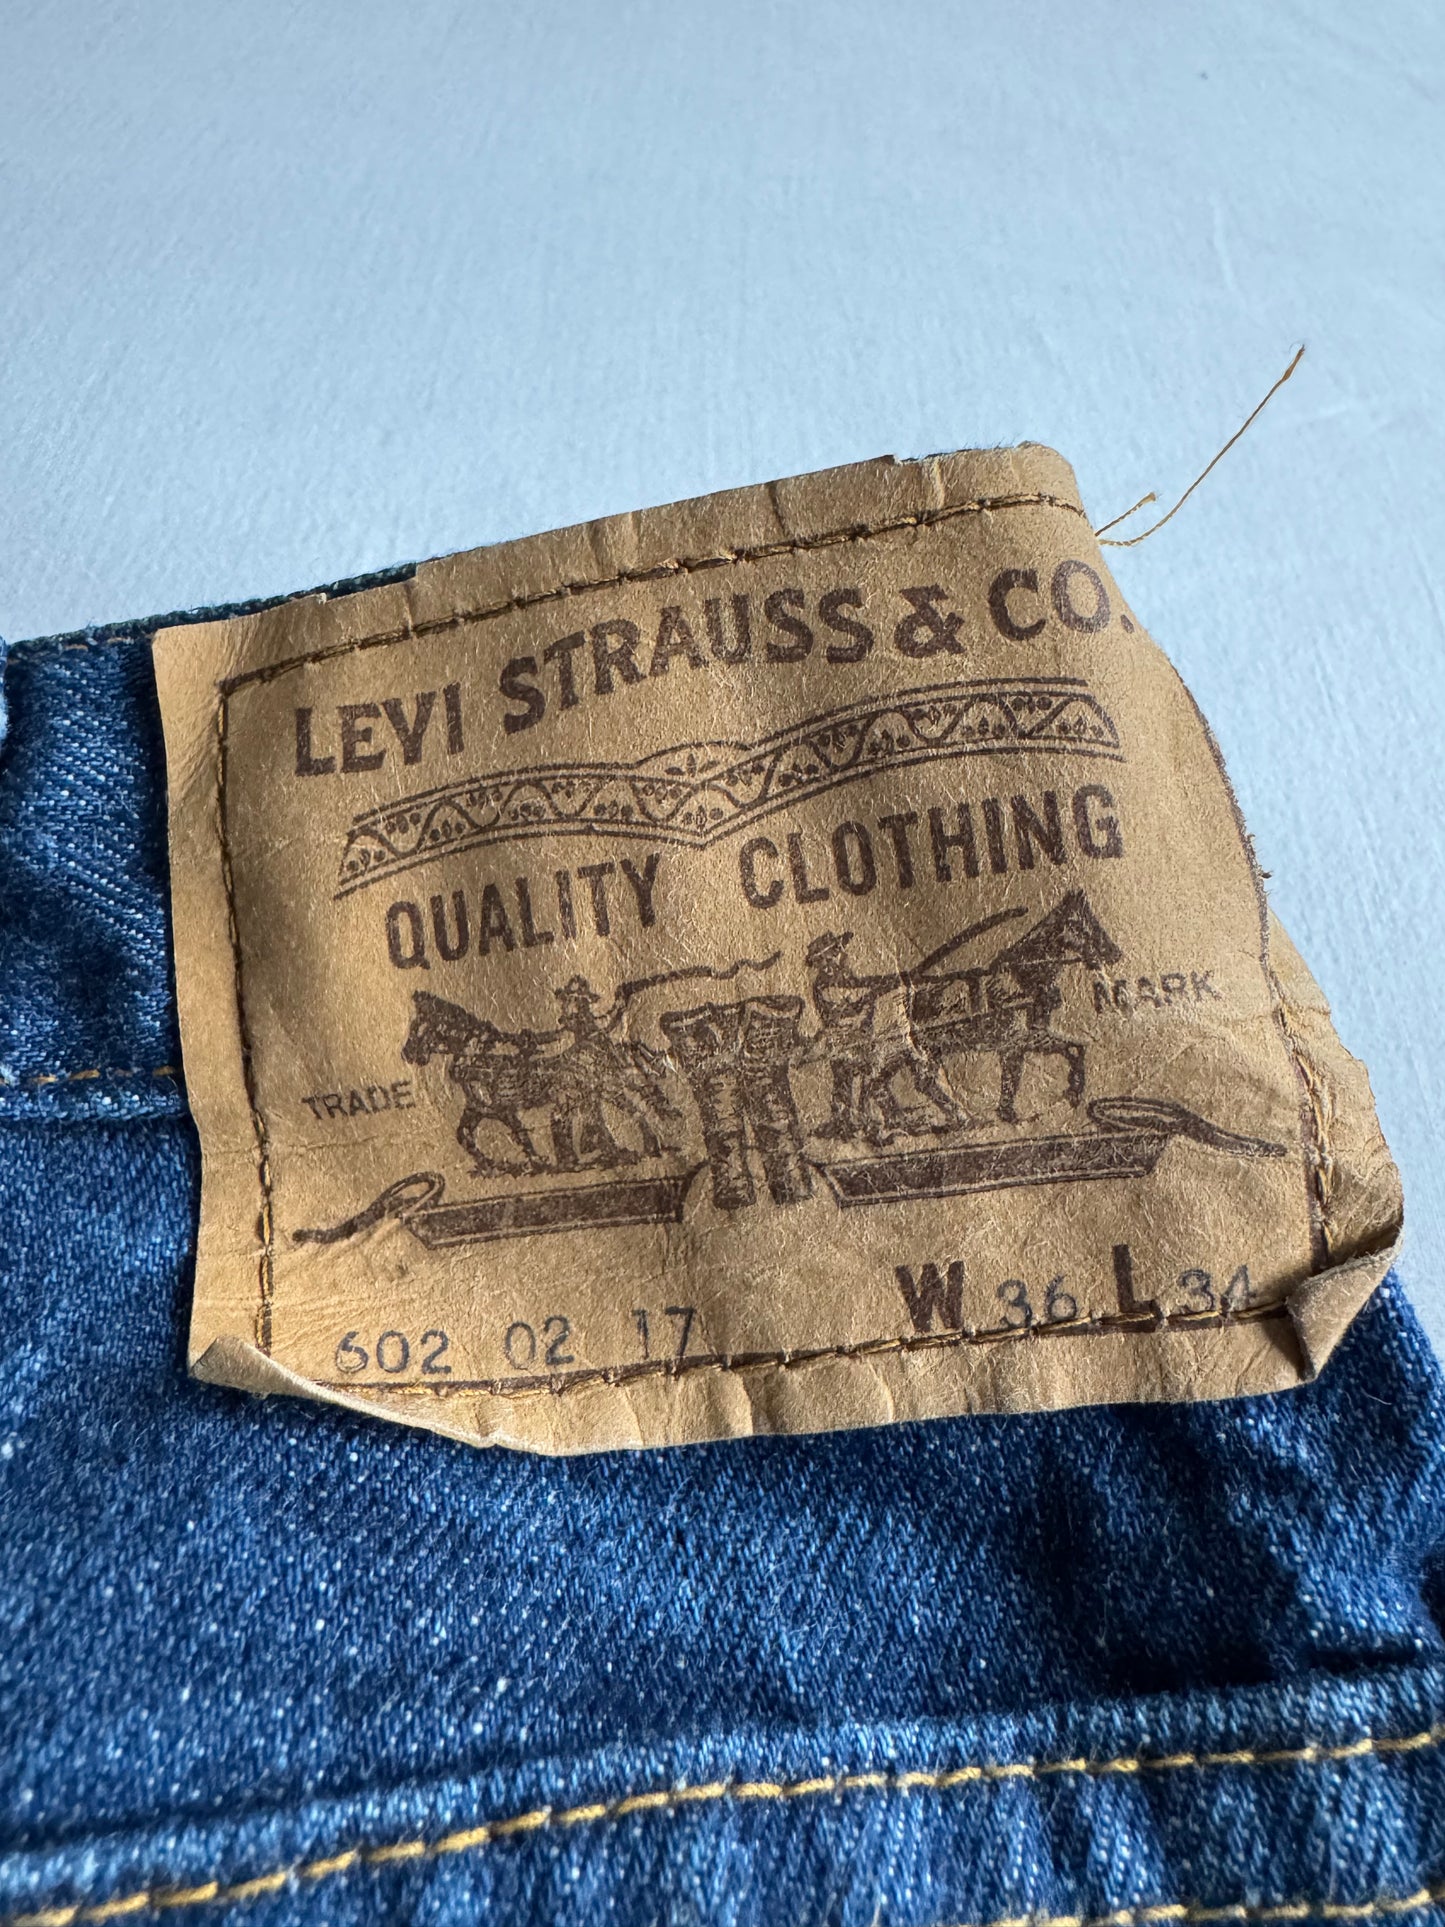 LEVI STRAUSS & CO.
QUALITY CLOTHING
TRADE MARK
602 02 17 W 36 L 34